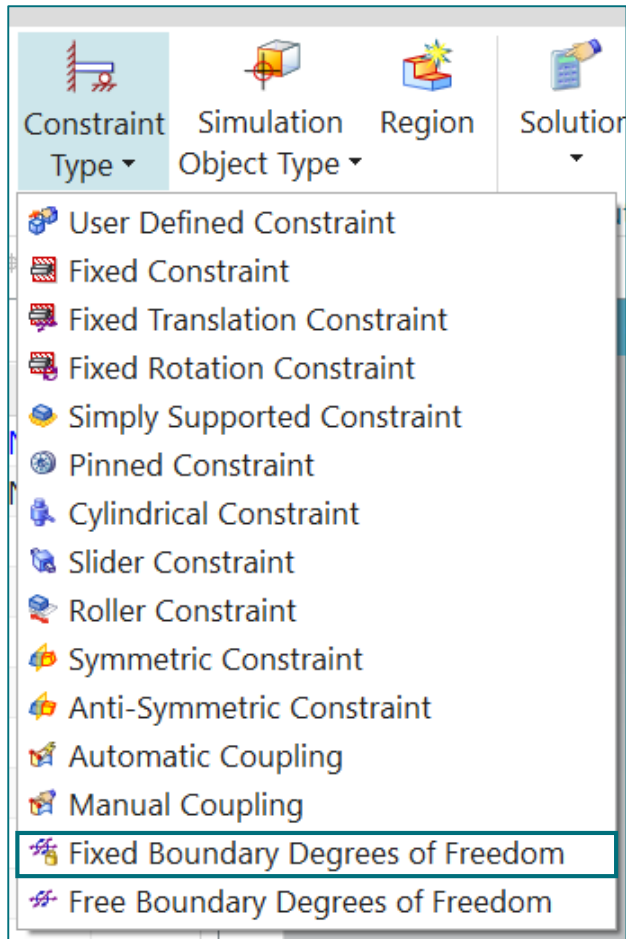 Constraint Type
Simulation Object Type
Region
Solution
User Defined Constraint
Fixed Constraint
Fixed Translation Constraint
Fixed Rotation Constraint
Simply Supported Constraint
Pinned Constraint
Cylindrical Constraint
Slider Constraint
Roller Constraint
Symmetric Constraint
Anti-Symmetric Constraint
Automatic Coupling
Manual Coupling
Fixed Boundary Degrees of Freedom
Free Boundary Degrees of Freedom